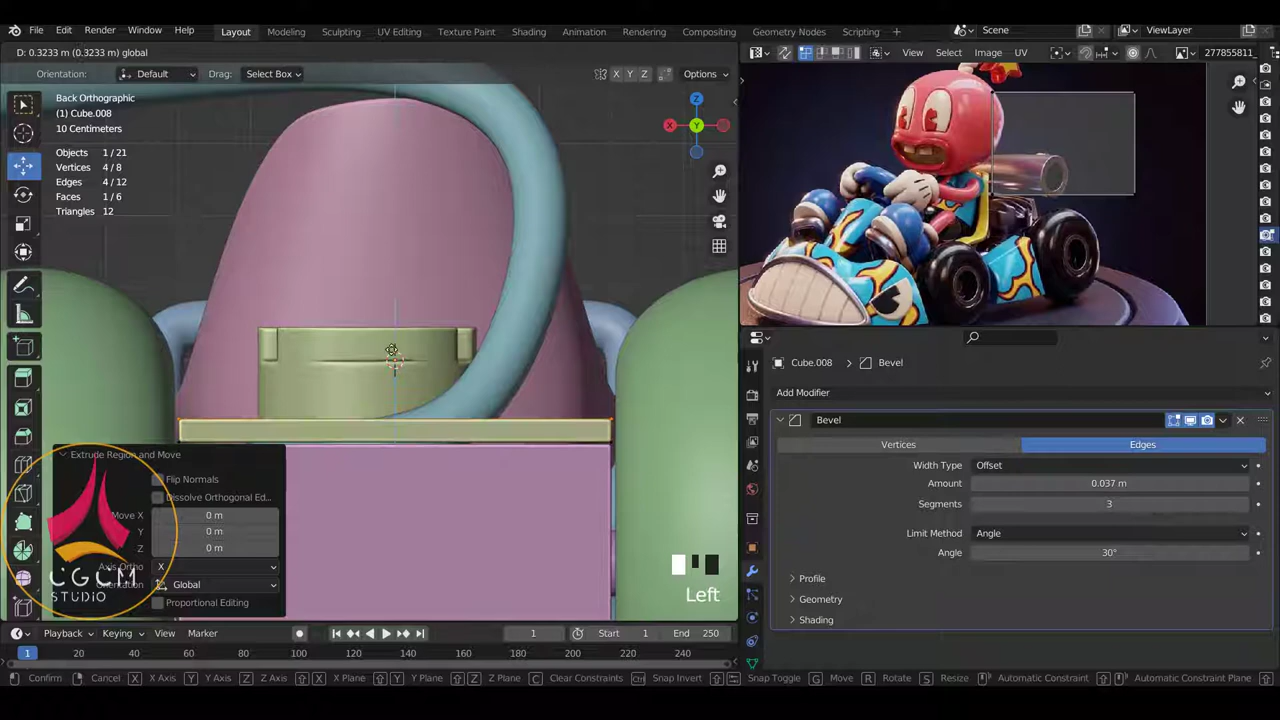 File Edit Render Window Help Layout Modeling Sculpting UV Editing Texture Paint Shading Animation Rendering Compositing Geometry Nodes Scripting + Scene ViewLayer
D: 0.3233 m (0.3233 m) global
View Select Image UV 277855811_
Orientation: Default Drag: Select Box X Y Z Options
Back Orthographic
(1) Cube.008
10 Centimeters
Objects 1 / 21
Vertices 4 / 8
Edges 4 / 12
Faces 1 / 6
Triangles 12
Z
X Y
Cube.008 Bevel
Add Modifier
Bevel
Vertices Edges
Width Type Offset
Amount 0.037 m
Segments 3
Limit Method Angle
Angle 30°
Profile
Geometry
Shading
Extrude Region and Move
Flip Normals
Dissolve Orthogonal Ed...
Move X 0 m
Y 0 m
Z 0 m
Axis Ortho X
Orientation Global
Proportional Editing
CGCM
STUDIO
Left
Playback Keying View Marker 1 Start 1 End 250
1 20 40 60 80 100 120 140 160 180 200 220 240
Confirm Cancel X X Axis Y Y Axis Z Z Axis X X Plane Y Y Plane Z Z Plane C Clear Constraints Ctrl Snap Invert Snap Toggle G Move R Rotate S Resize Automatic Constraint Automatic Constraint Plane